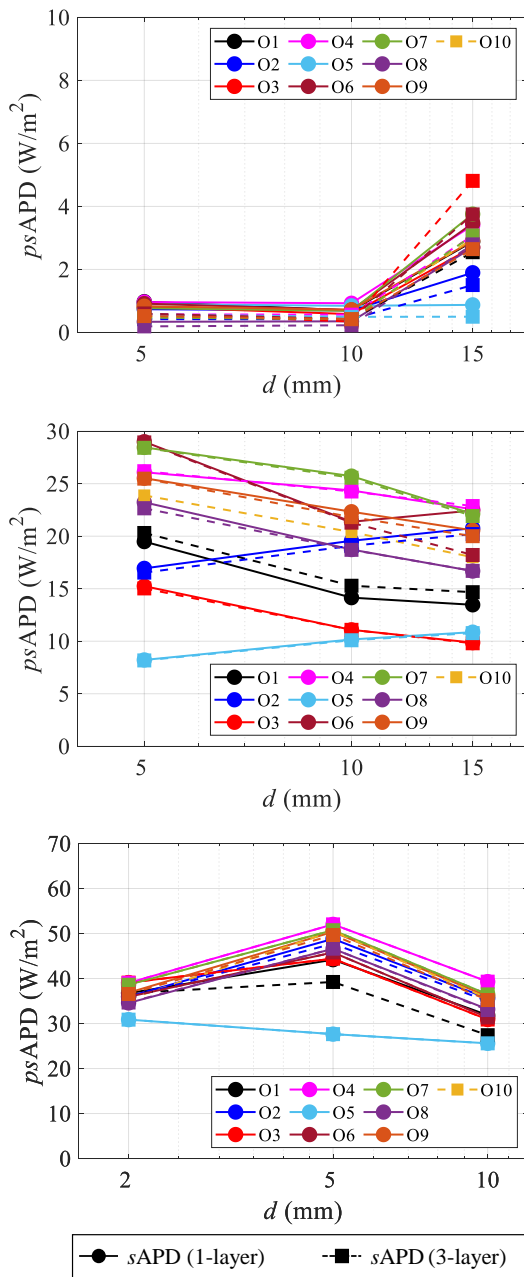 10
8
6
4
2
0
psAPD (W/m²)
O1 O4 O7 O10
O2 O5 O8
O3 O6 O9
5 10 15
d (mm)
30
25
20
15
10
5
0
psAPD (W/m²)
O1 O4 O7 O10
O2 O5 O8
O3 O6 O9
5 10 15
d (mm)
70
60
50
40
30
20
10
0
psAPD (W/m²)
O1 O4 O7 O10
O2 O5 O8
O3 O6 O9
2 5 10
d (mm)
sAPD (1-layer) sAPD (3-layer)